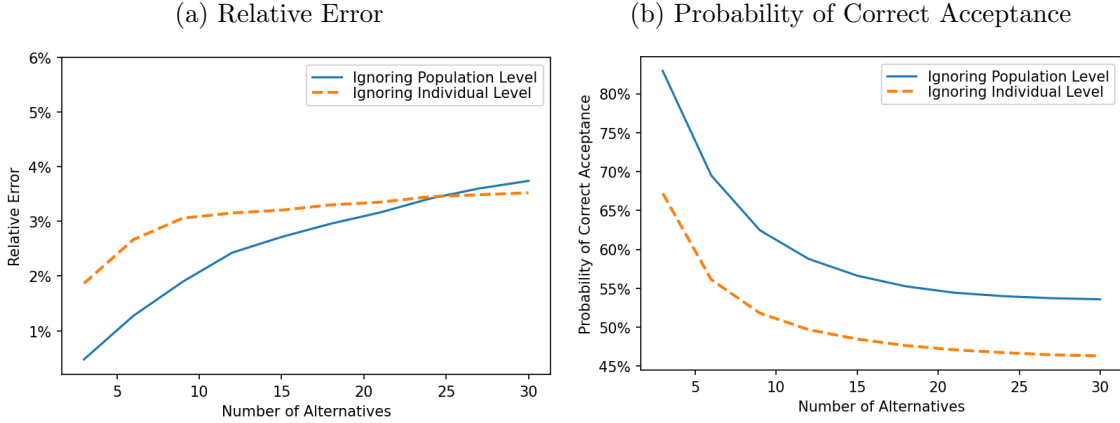 (a) Relative Error
6%
5%
4%
3%
2%
1%
Relative Error
Ignoring Population Level
Ignoring Individual Level
5 10 15 20 25 30
Number of Alternatives
(b) Probability of Correct Acceptance
80%
75%
70%
65%
60%
55%
50%
45%
Probability of Correct Acceptance
Ignoring Population Level
Ignoring Individual Level
5 10 15 20 25 30
Number of Alternatives